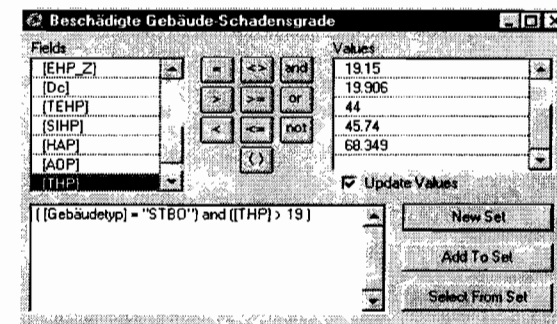 Beschädigte Gebäude-Schadensgrade
Fields
[EHP_Z]
[Dc]
[TEHP]
[SIHP]
[HAP]
[AOP]
[THP]
= <> and
> >= or
< <= not
( )
Values
19.15
19.906
44
45.74
68.349
Update Values
( [Gebäudetyp] = "STBO") and ([THP] > 19 )
New Set
Add To Set
Select From Set